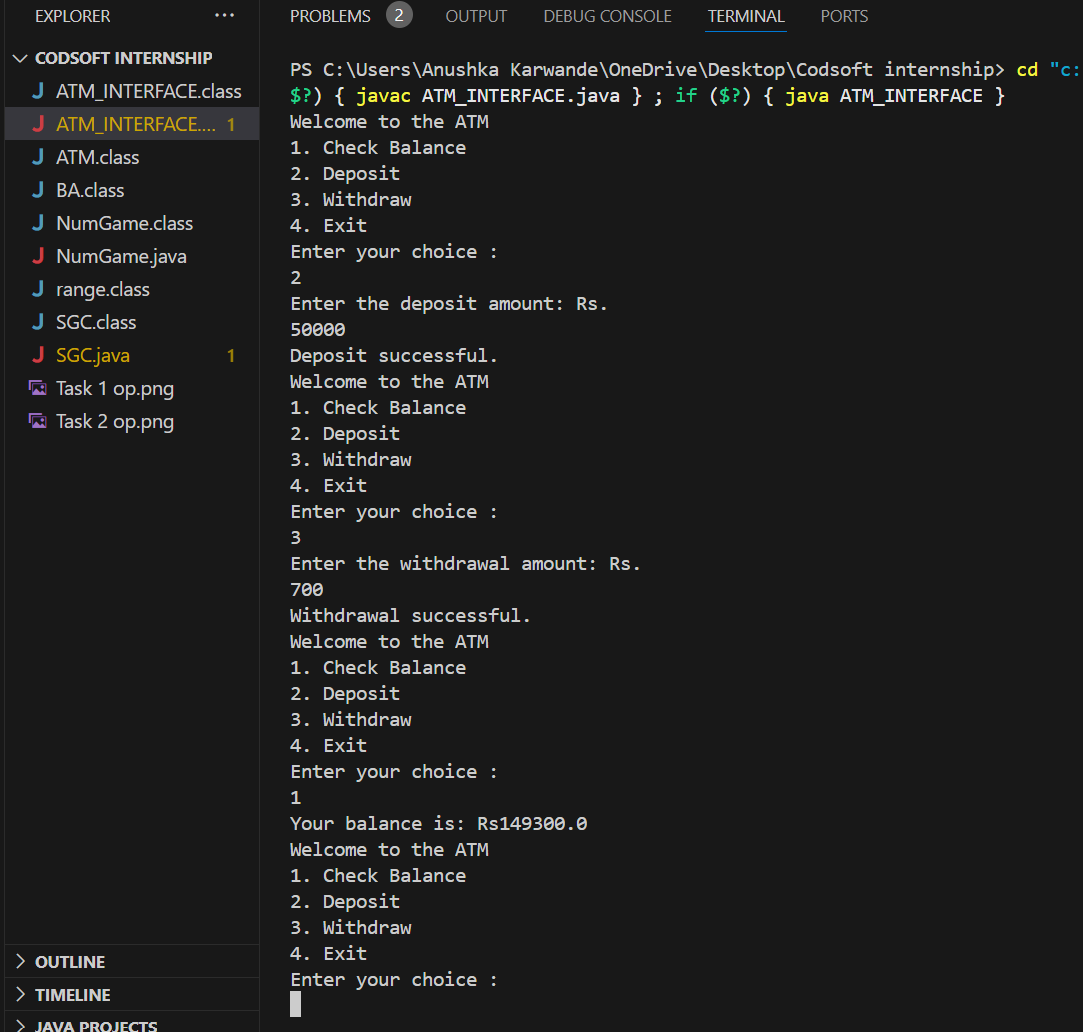 EXPLORER
CODSOFT INTERNSHIP
ATM_INTERFACE.class
ATM_INTERFACE.... 1
ATM.class
BA.class
NumGame.class
NumGame.java
range.class
SGC.class
SGC.java 1
Task 1 op.png
Task 2 op.png
OUTLINE
TIMELINE
JAVA PROJECTS
PROBLEMS 2 OUTPUT DEBUG CONSOLE TERMINAL PORTS
PS C:\Users\Anushka Karwande\OneDrive\Desktop\Codsoft internship> cd "c:
$?) { javac ATM_INTERFACE.java } ; if ($?) { java ATM_INTERFACE }
Welcome to the ATM
1. Check Balance
2. Deposit
3. Withdraw
4. Exit
Enter your choice :
2
Enter the deposit amount: Rs.
50000
Deposit successful.
Welcome to the ATM
1. Check Balance
2. Deposit
3. Withdraw
4. Exit
Enter your choice :
3
Enter the withdrawal amount: Rs.
700
Withdrawal successful.
Welcome to the ATM
1. Check Balance
2. Deposit
3. Withdraw
4. Exit
Enter your choice :
1
Your balance is: Rs149300.0
Welcome to the ATM
1. Check Balance
2. Deposit
3. Withdraw
4. Exit
Enter your choice :